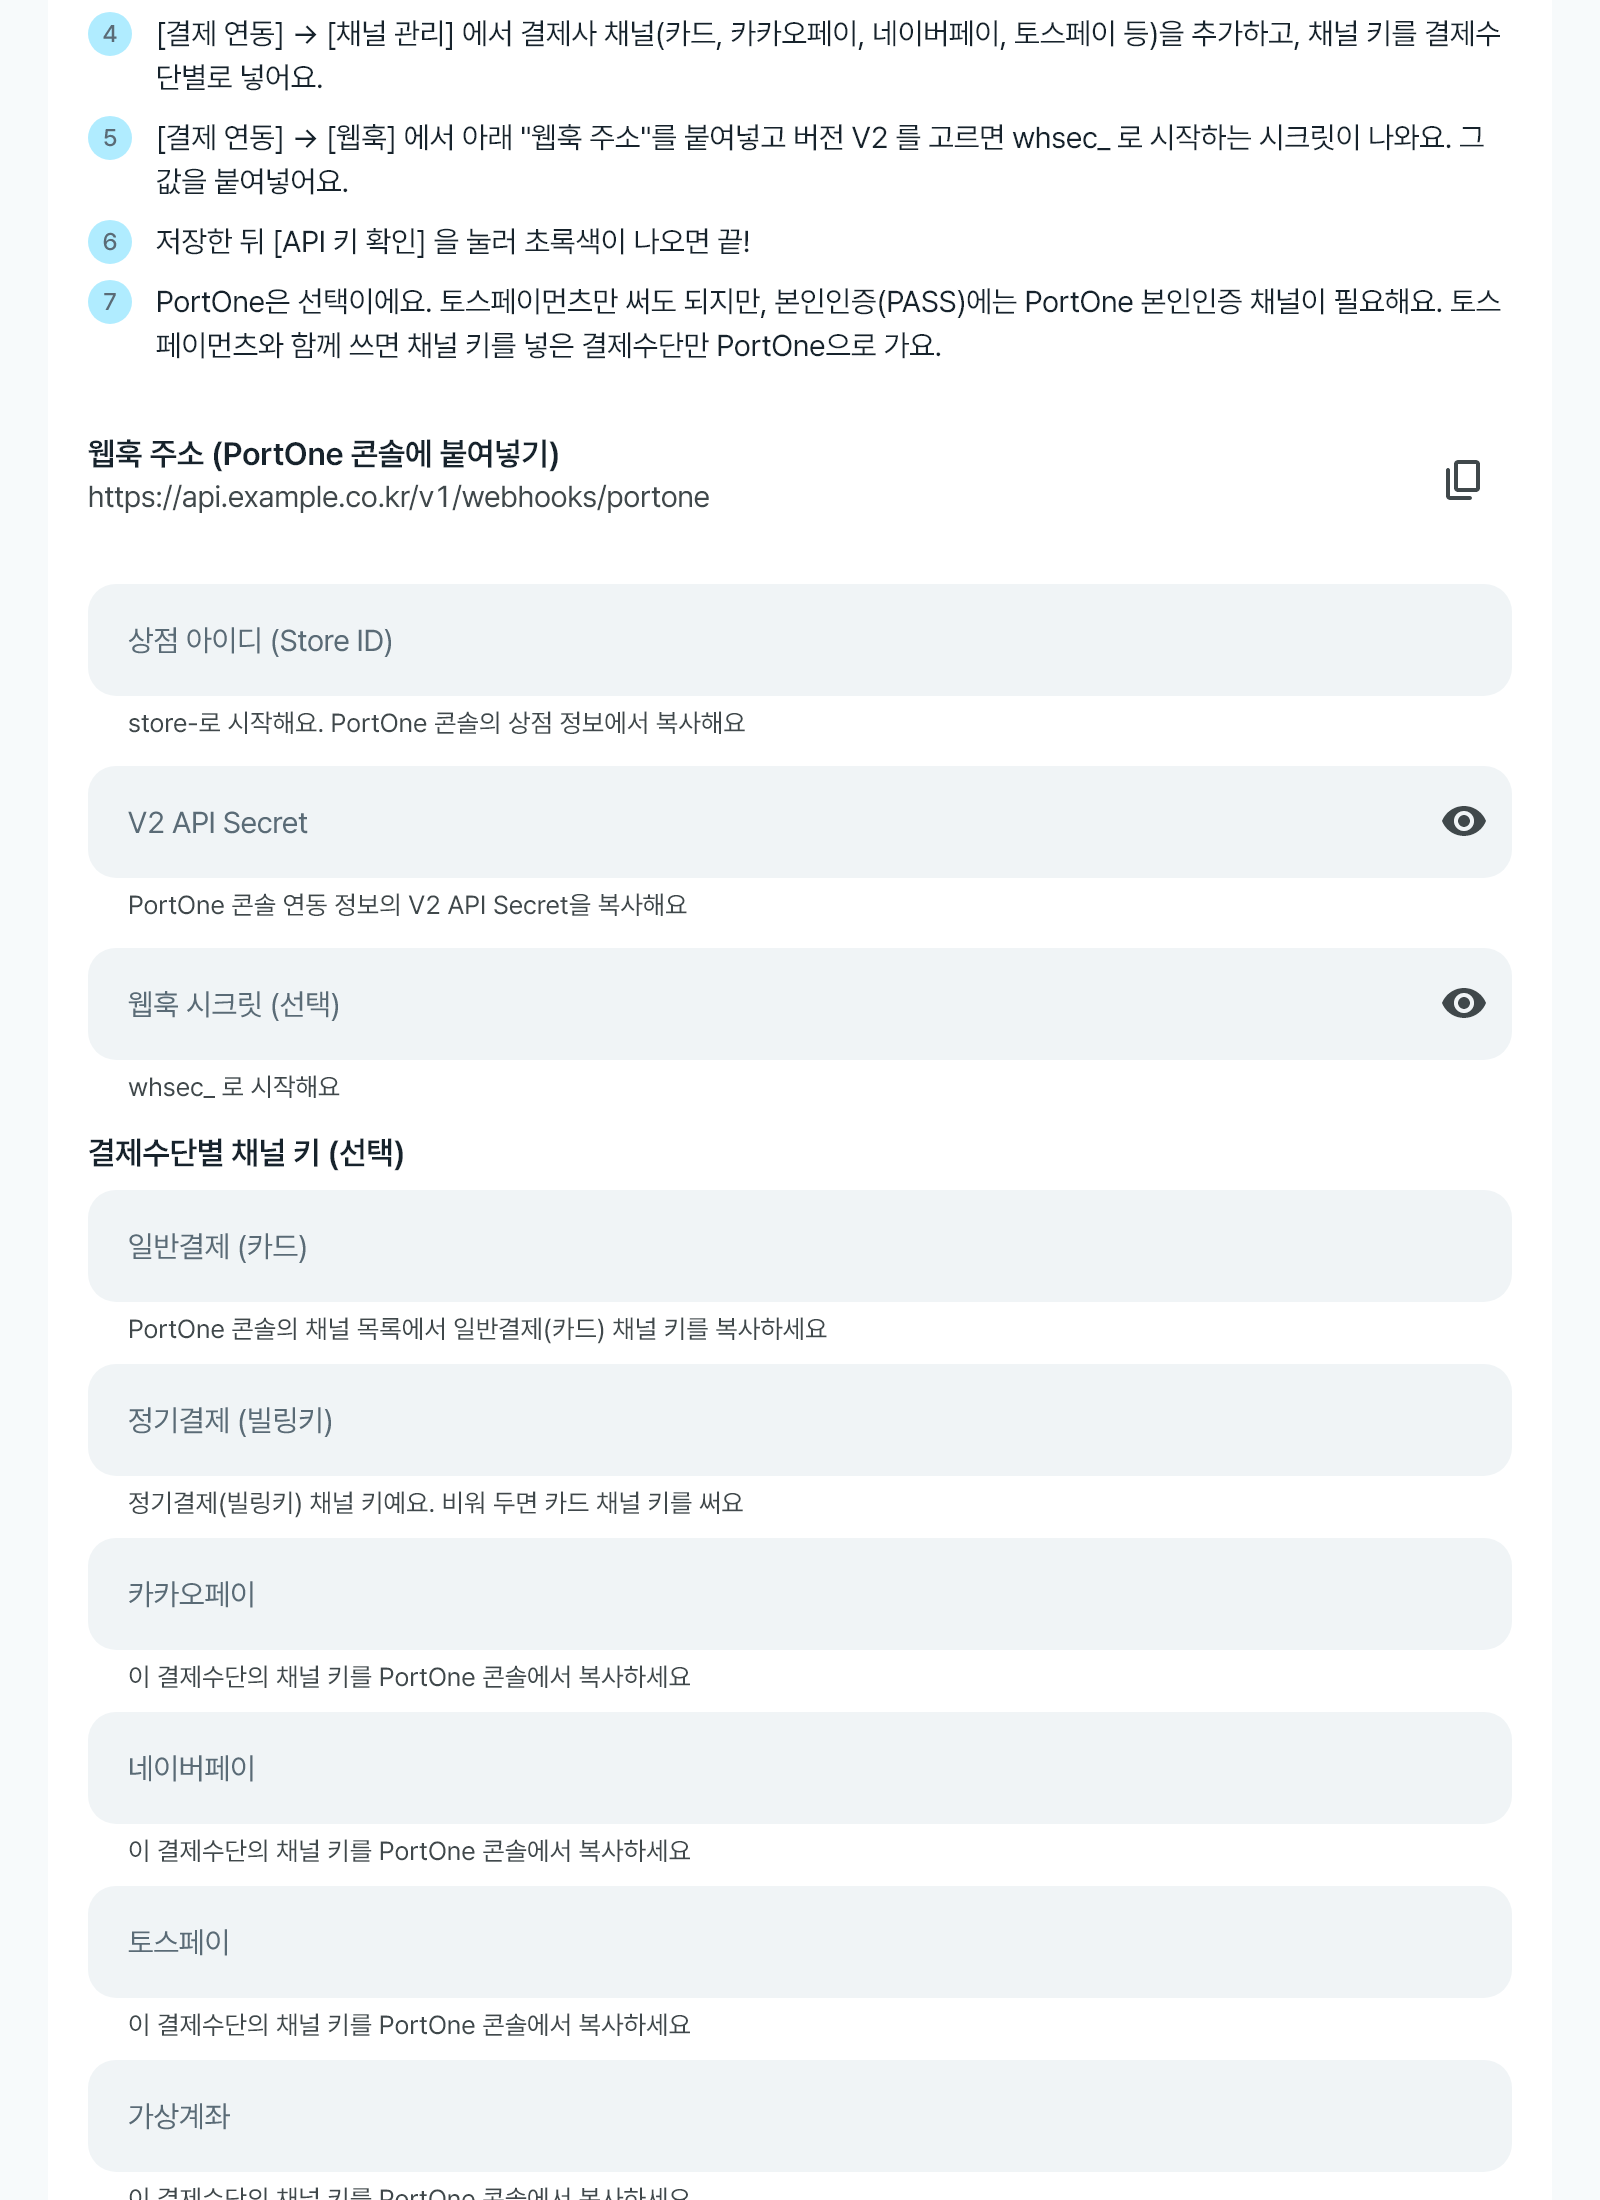 4 [결제 연동] → [채널 관리] 에서 결제사 채널(카드, 카카오페이, 네이버페이, 토스페이 등)을 추가하고, 채널 키를 결제수
단별로 넣어요.
5 [결제 연동] → [웹훅] 에서 아래 "웹훅 주소"를 붙여넣고 버전 V2 를 고르면 whsec_ 로 시작하는 시크릿이 나와요. 그
값을 붙여넣어요.
6 저장한 뒤 [API 키 확인] 을 눌러 초록색이 나오면 끝!
7 PortOne은 선택이에요. 토스페이먼츠만 써도 되지만, 본인인증(PASS)에는 PortOne 본인인증 채널이 필요해요. 토스
페이먼츠와 함께 쓰면 채널 키를 넣은 결제수단만 PortOne으로 가요.
웹훅 주소 (PortOne 콘솔에 붙여넣기)
https://api.example.co.kr/v1/webhooks/portone
상점 아이디 (Store ID)
store-로 시작해요. PortOne 콘솔의 상점 정보에서 복사해요
V2 API Secret
PortOne 콘솔 연동 정보의 V2 API Secret을 복사해요
웹훅 시크릿 (선택)
whsec_ 로 시작해요
결제수단별 채널 키 (선택)
일반결제 (카드)
PortOne 콘솔의 채널 목록에서 일반결제(카드) 채널 키를 복사하세요
정기결제 (빌링키)
정기결제(빌링키) 채널 키예요. 비워 두면 카드 채널 키를 써요
카카오페이
이 결제수단의 채널 키를 PortOne 콘솔에서 복사하세요
네이버페이
이 결제수단의 채널 키를 PortOne 콘솔에서 복사하세요
토스페이
이 결제수단의 채널 키를 PortOne 콘솔에서 복사하세요
가상계좌
이 결제수단의 채널 키를 PortOne 콘솔에서 복사하세요